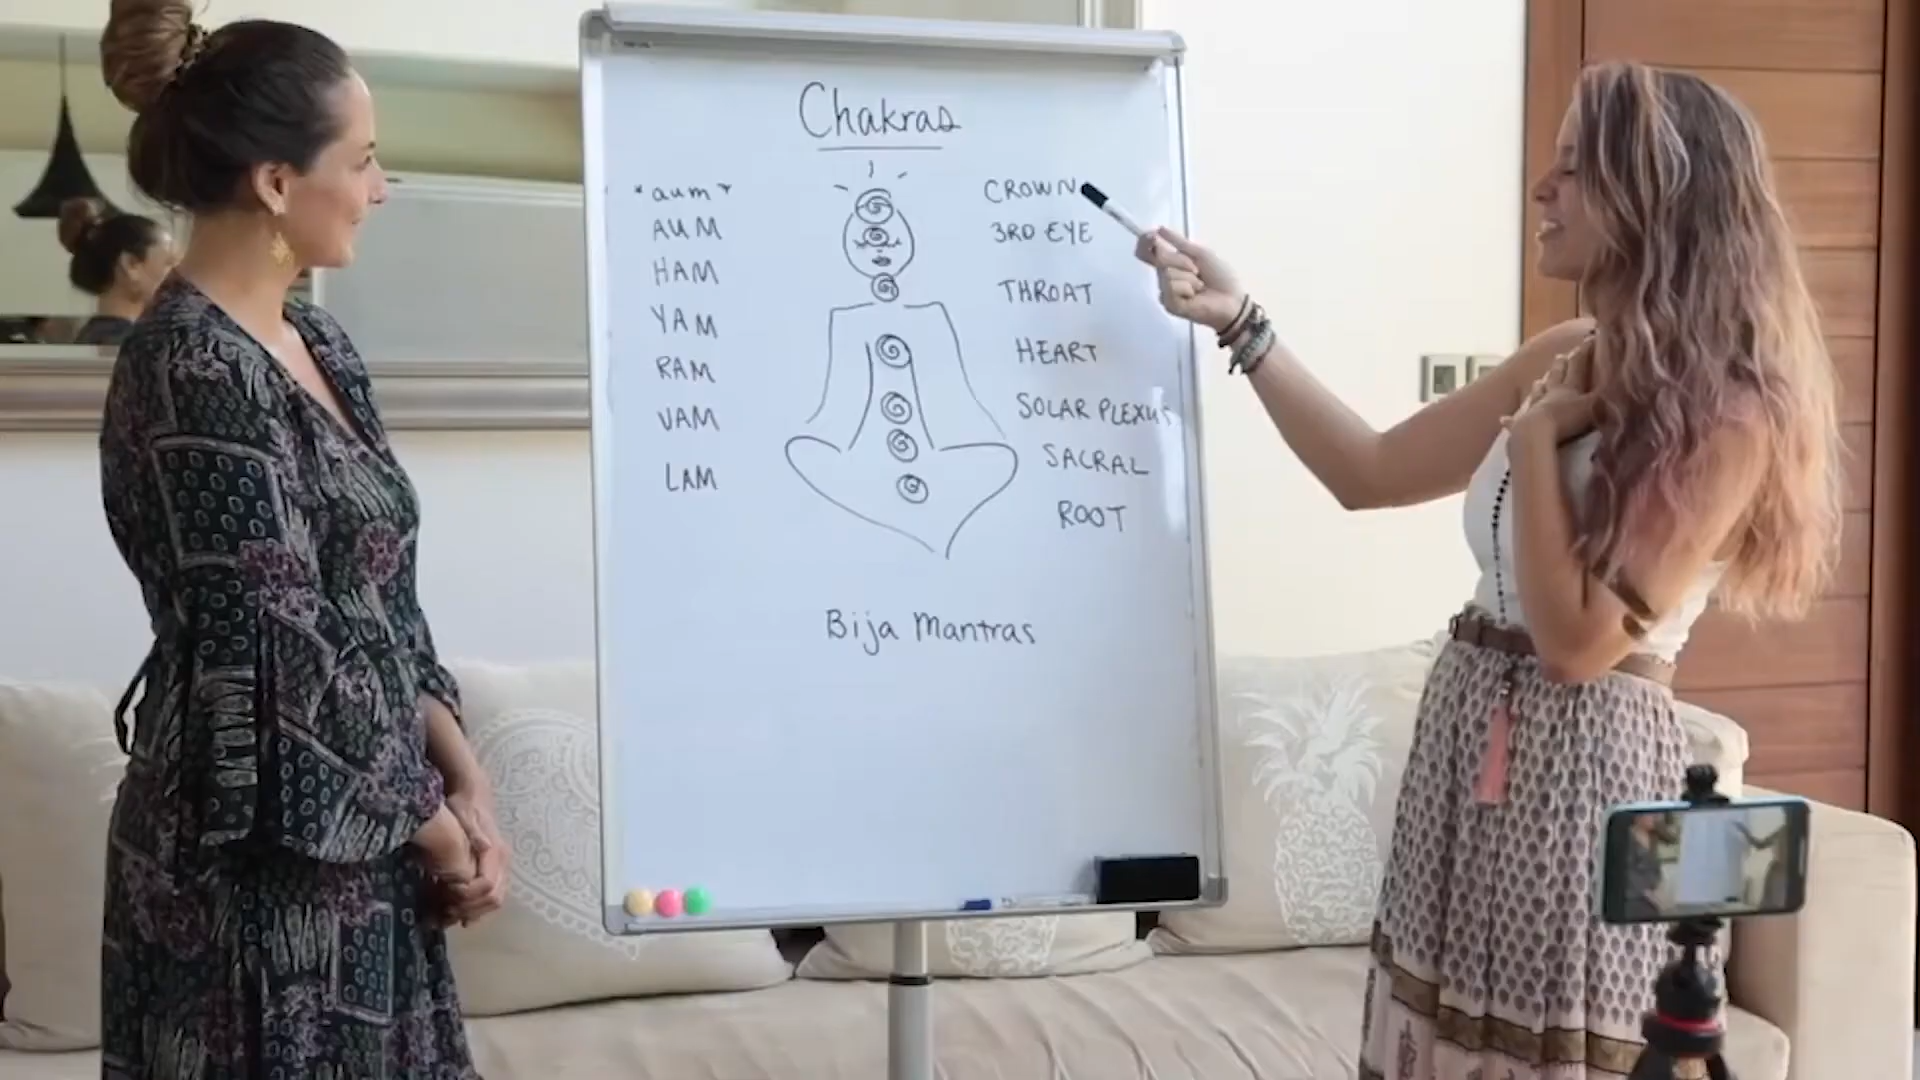 Chakras
*aum*
AUM
HAM
YAM
RAM
VAM
LAM
CROWN
3RD EYE
THROAT
HEART
SOLAR PLEXUS
SACRAL
ROOT
Bija Mantras